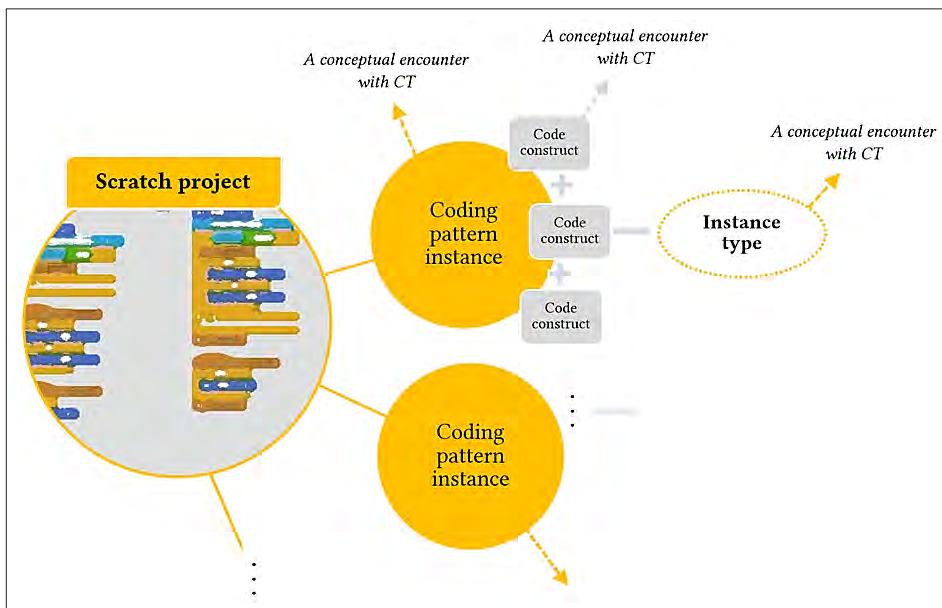 A conceptual encounter
with CT
A conceptual encounter
with CT
A conceptual encounter
with CT
Scratch project
Coding
pattern
instance
Code
construct
+
Code
construct
+
Code
construct
Instance
type
Coding
pattern
instance